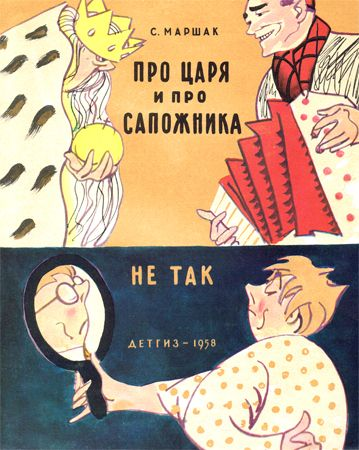 С. МАРШАК
ПРО ЦАРЯ
И ПРО
САПОЖНИКА
НЕ ТАК
ДЕТГИЗ – 1958